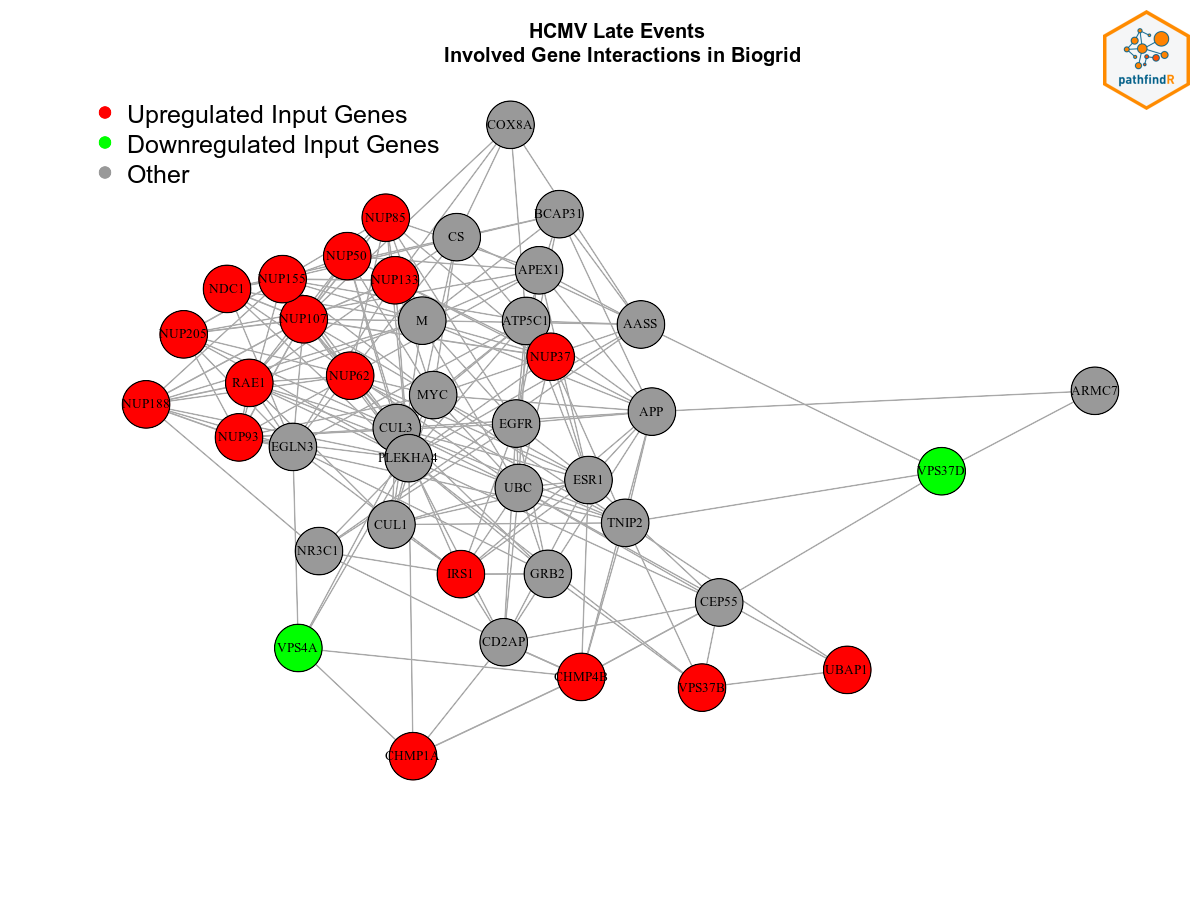 HCMV Late Events
Involved Gene Interactions in Biogrid
pathfindR
Upregulated Input Genes
Downregulated Input Genes
Other
COX8A
NUP85
BCAP31
CS
NUP50
APEX1
NUP155
NUP133
NDC1
NUP107
M
ATP5C1
AASS
NUP205
NUP37
NUP62
RAE1
MYC
ARMC7
NUP188
APP
EGFR
CUL3
NUP93
EGLN3
PLEKHA4
VPS37D
ESR1
UBC
TNIP2
CUL1
NR3C1
IRS1
GRB2
CEP55
CD2AP
VPS4A
UBAP1
CHMP4B
VPS37B
CHMP1A